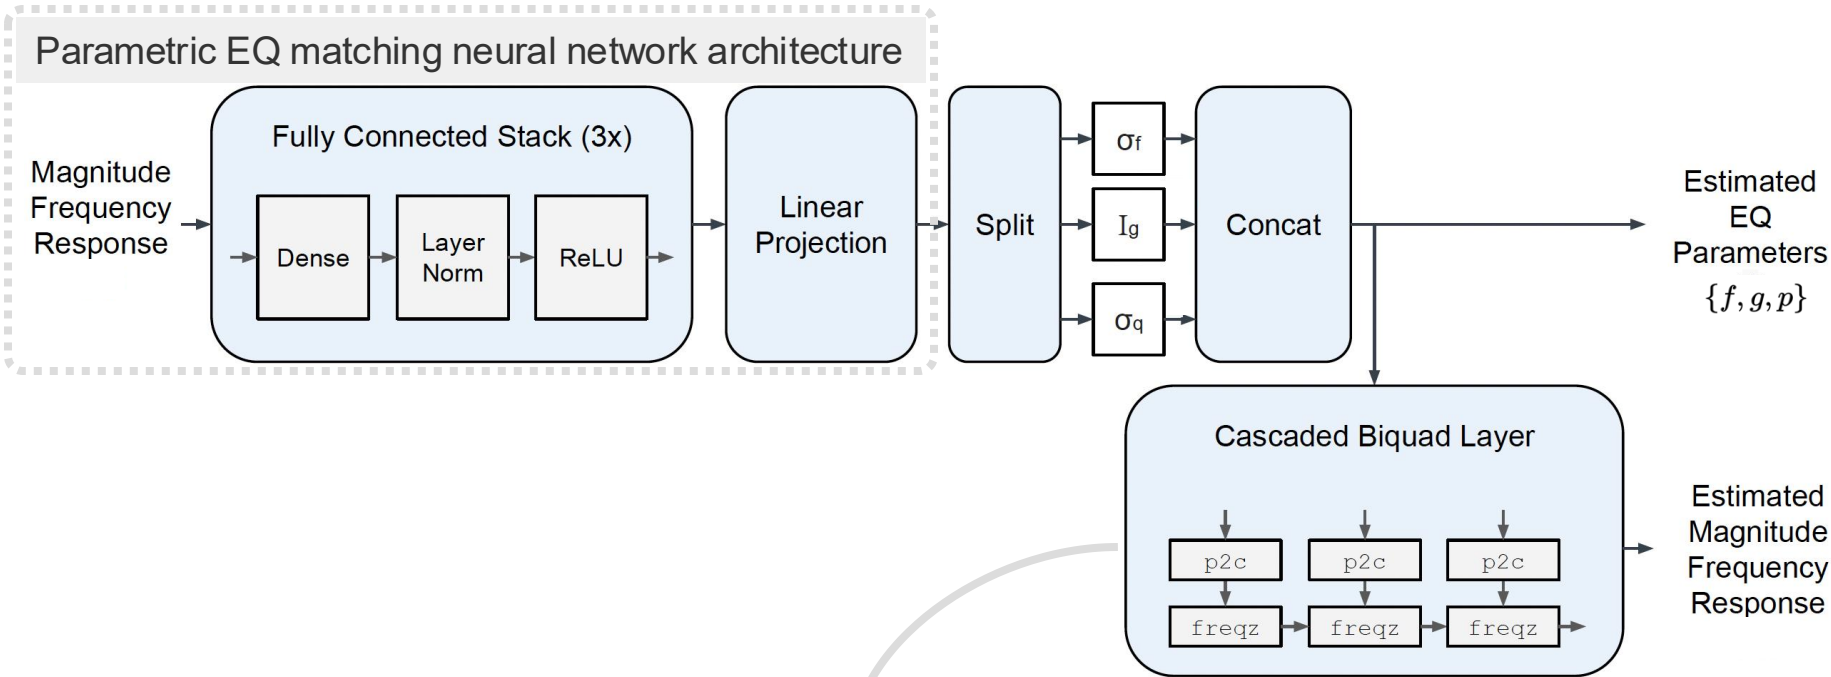 Parametric EQ matching neural network architecture
Magnitude
Frequency
Response
Fully Connected Stack (3x)
Dense
Layer
Norm
ReLU
Linear
Projection
Split
σf
Ig
σq
Concat
Estimated
EQ
Parameters
{f, g, p}
Cascaded Biquad Layer
p2c
p2c
p2c
freqz
freqz
freqz
Estimated
Magnitude
Frequency
Response